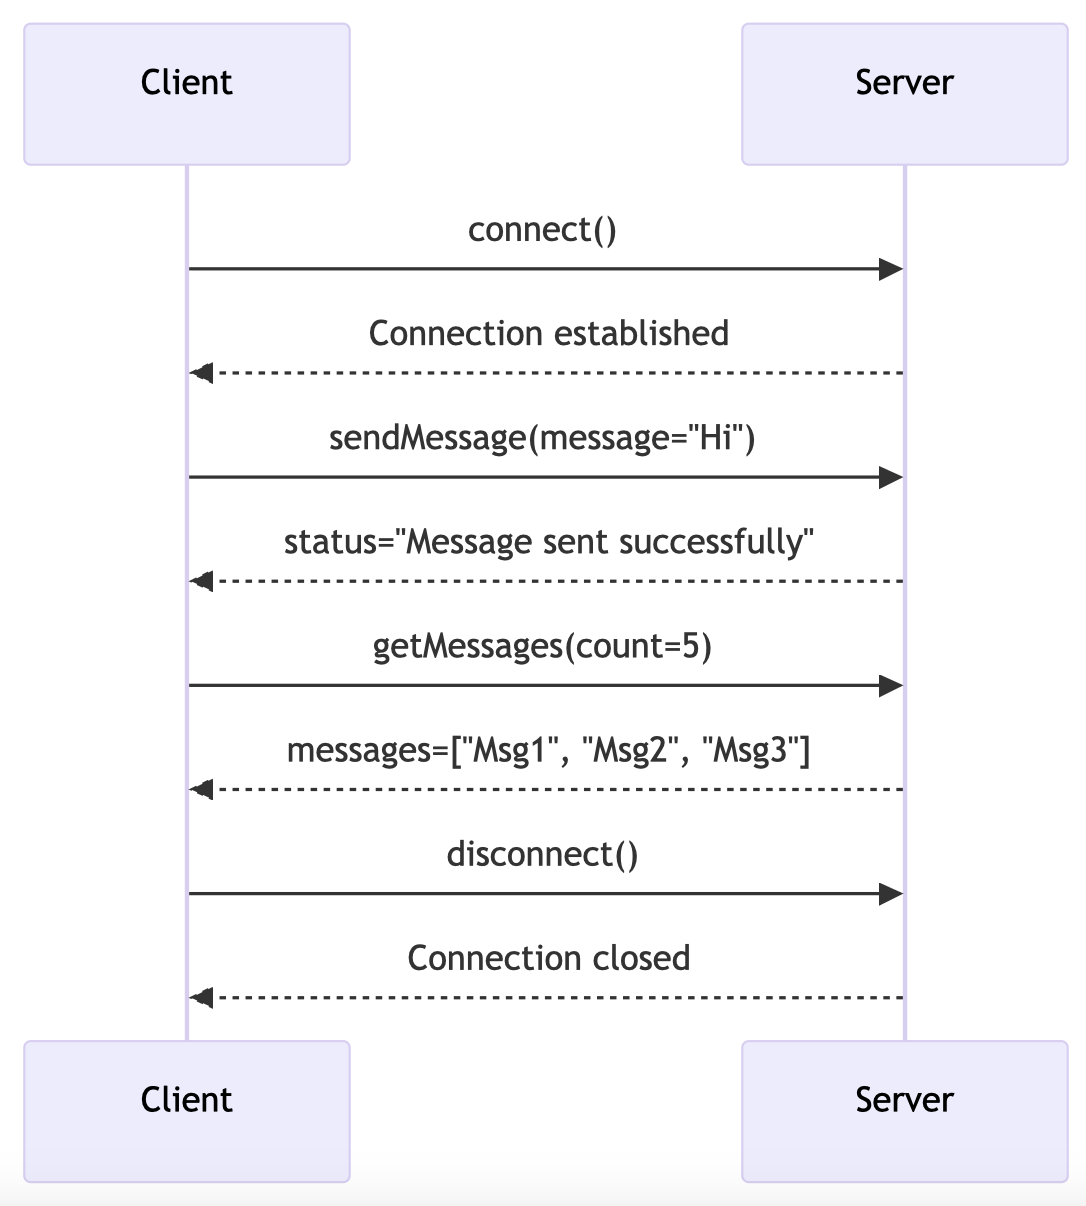 Client
Server
connect()
Connection established
sendMessage(message="Hi")
status="Message sent successfully"
getMessages(count=5)
messages=["Msg1", "Msg2", "Msg3"]
disconnect()
Connection closed
Client
Server